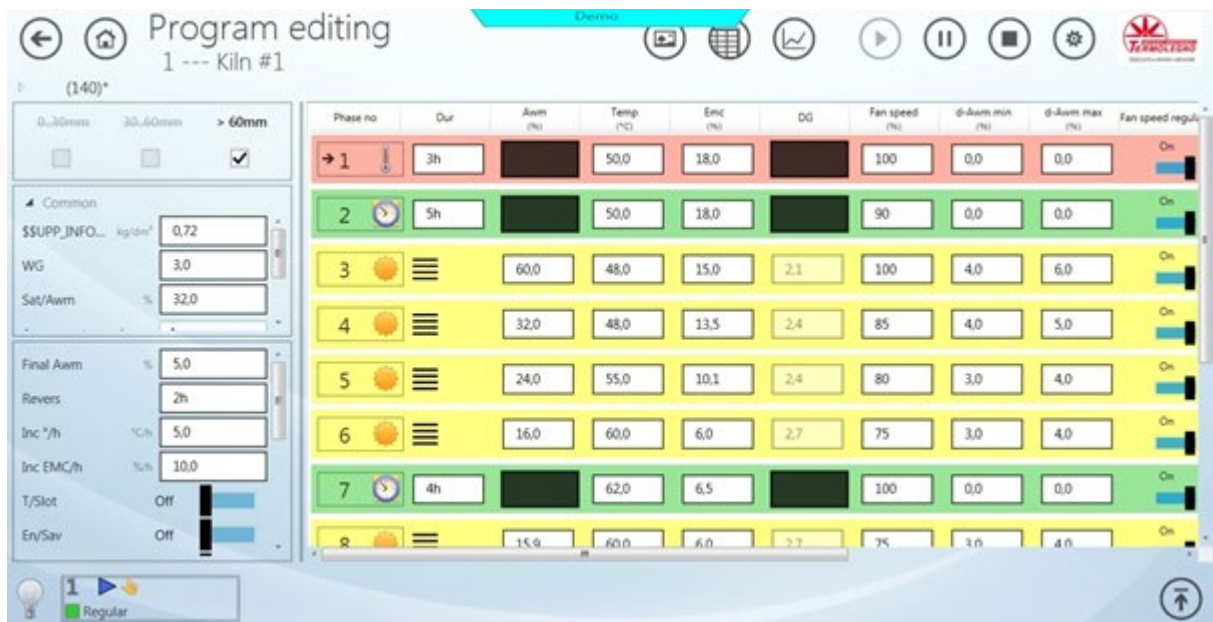 Demo
Program editing
1 --- Kiln #1
TERMOLEGNO
(140)*
0..30mm 30..60mm > 60mm
Common
$$UPP_INFO... kg/dm³ 0,72
WG 3,0
Sat/Awm % 32,0
Final Awm % 5,0
Revers 2h
Inc °/h °C/h 5,0
Inc EMC/h %/h 10,0
T/Slot Off
En/Sav Off
Phase no Dur Awm (%) Temp (°C) Emc (%) DG Fan speed (%) d-Awm min (%) d-Awm max (%) Fan speed regula
1 3h 50,0 18,0 100 0,0 0,0 On
2 5h 50,0 18,0 90 0,0 0,0 On
3 60,0 48,0 15,0 2,1 100 4,0 6,0 On
4 32,0 48,0 13,5 2,4 85 4,0 5,0 On
5 24,0 55,0 10,1 2,4 80 3,0 4,0 On
6 16,0 60,0 6,0 2,7 75 3,0 4,0 On
7 4h 62,0 6,5 100 0,0 0,0 On
8 15,9 60,0 6,0 2,7 75 3,0 4,0 On
1
Regular